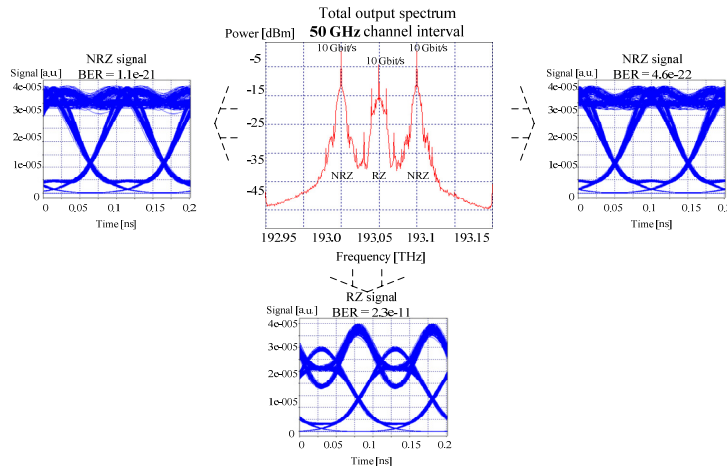 Total output spectrum
50 GHz channel interval
Power [dBm]
10 Gbit/s
10 Gbit/s
10 Gbit/s
-5
-15
-25
-35
-45
NRZ
RZ
NRZ
192.95
193.0
193.05
193.1
193.15
Frequency [THz]
NRZ signal
BER = 1.1e-21
Signal [a.u.]
4e-005
3e-005
2e-005
1e-005
0
0
0.05
0.1
0.15
0.2
Time [ns]
NRZ signal
BER = 4.6e-22
Signal [a.u.]
4e-005
3e-005
2e-005
1e-005
0
0
0.05
0.1
0.15
0.2
Time [ns]
RZ signal
BER = 2.3e-11
Signal [a.u.]
4e-005
3e-005
2e-005
1e-005
0
0
0.05
0.1
0.15
0.2
Time [ns]